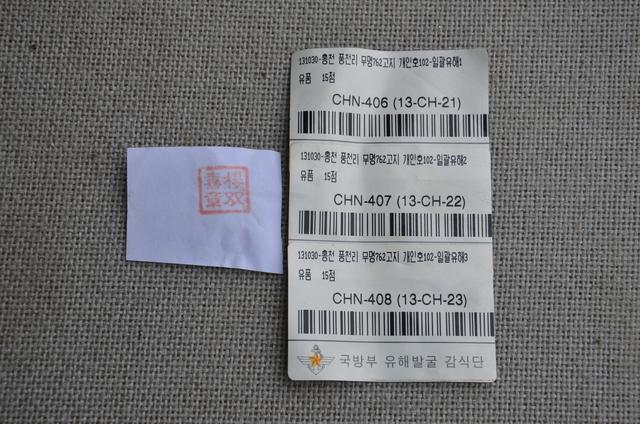 131030-홍천 풍천리 무명762고지 개인호102-일괄유해1
유품 15점
CHN-406 (13-CH-21)
131030-홍천 풍천리 무명762고지 개인호102-일괄유해2
유품 15점
CHN-407 (13-CH-22)
131030-홍천 풍천리 무명762고지 개인호102-일괄유해3
유품 15점
CHN-408 (13-CH-23)
국방부 유해발굴 감식단